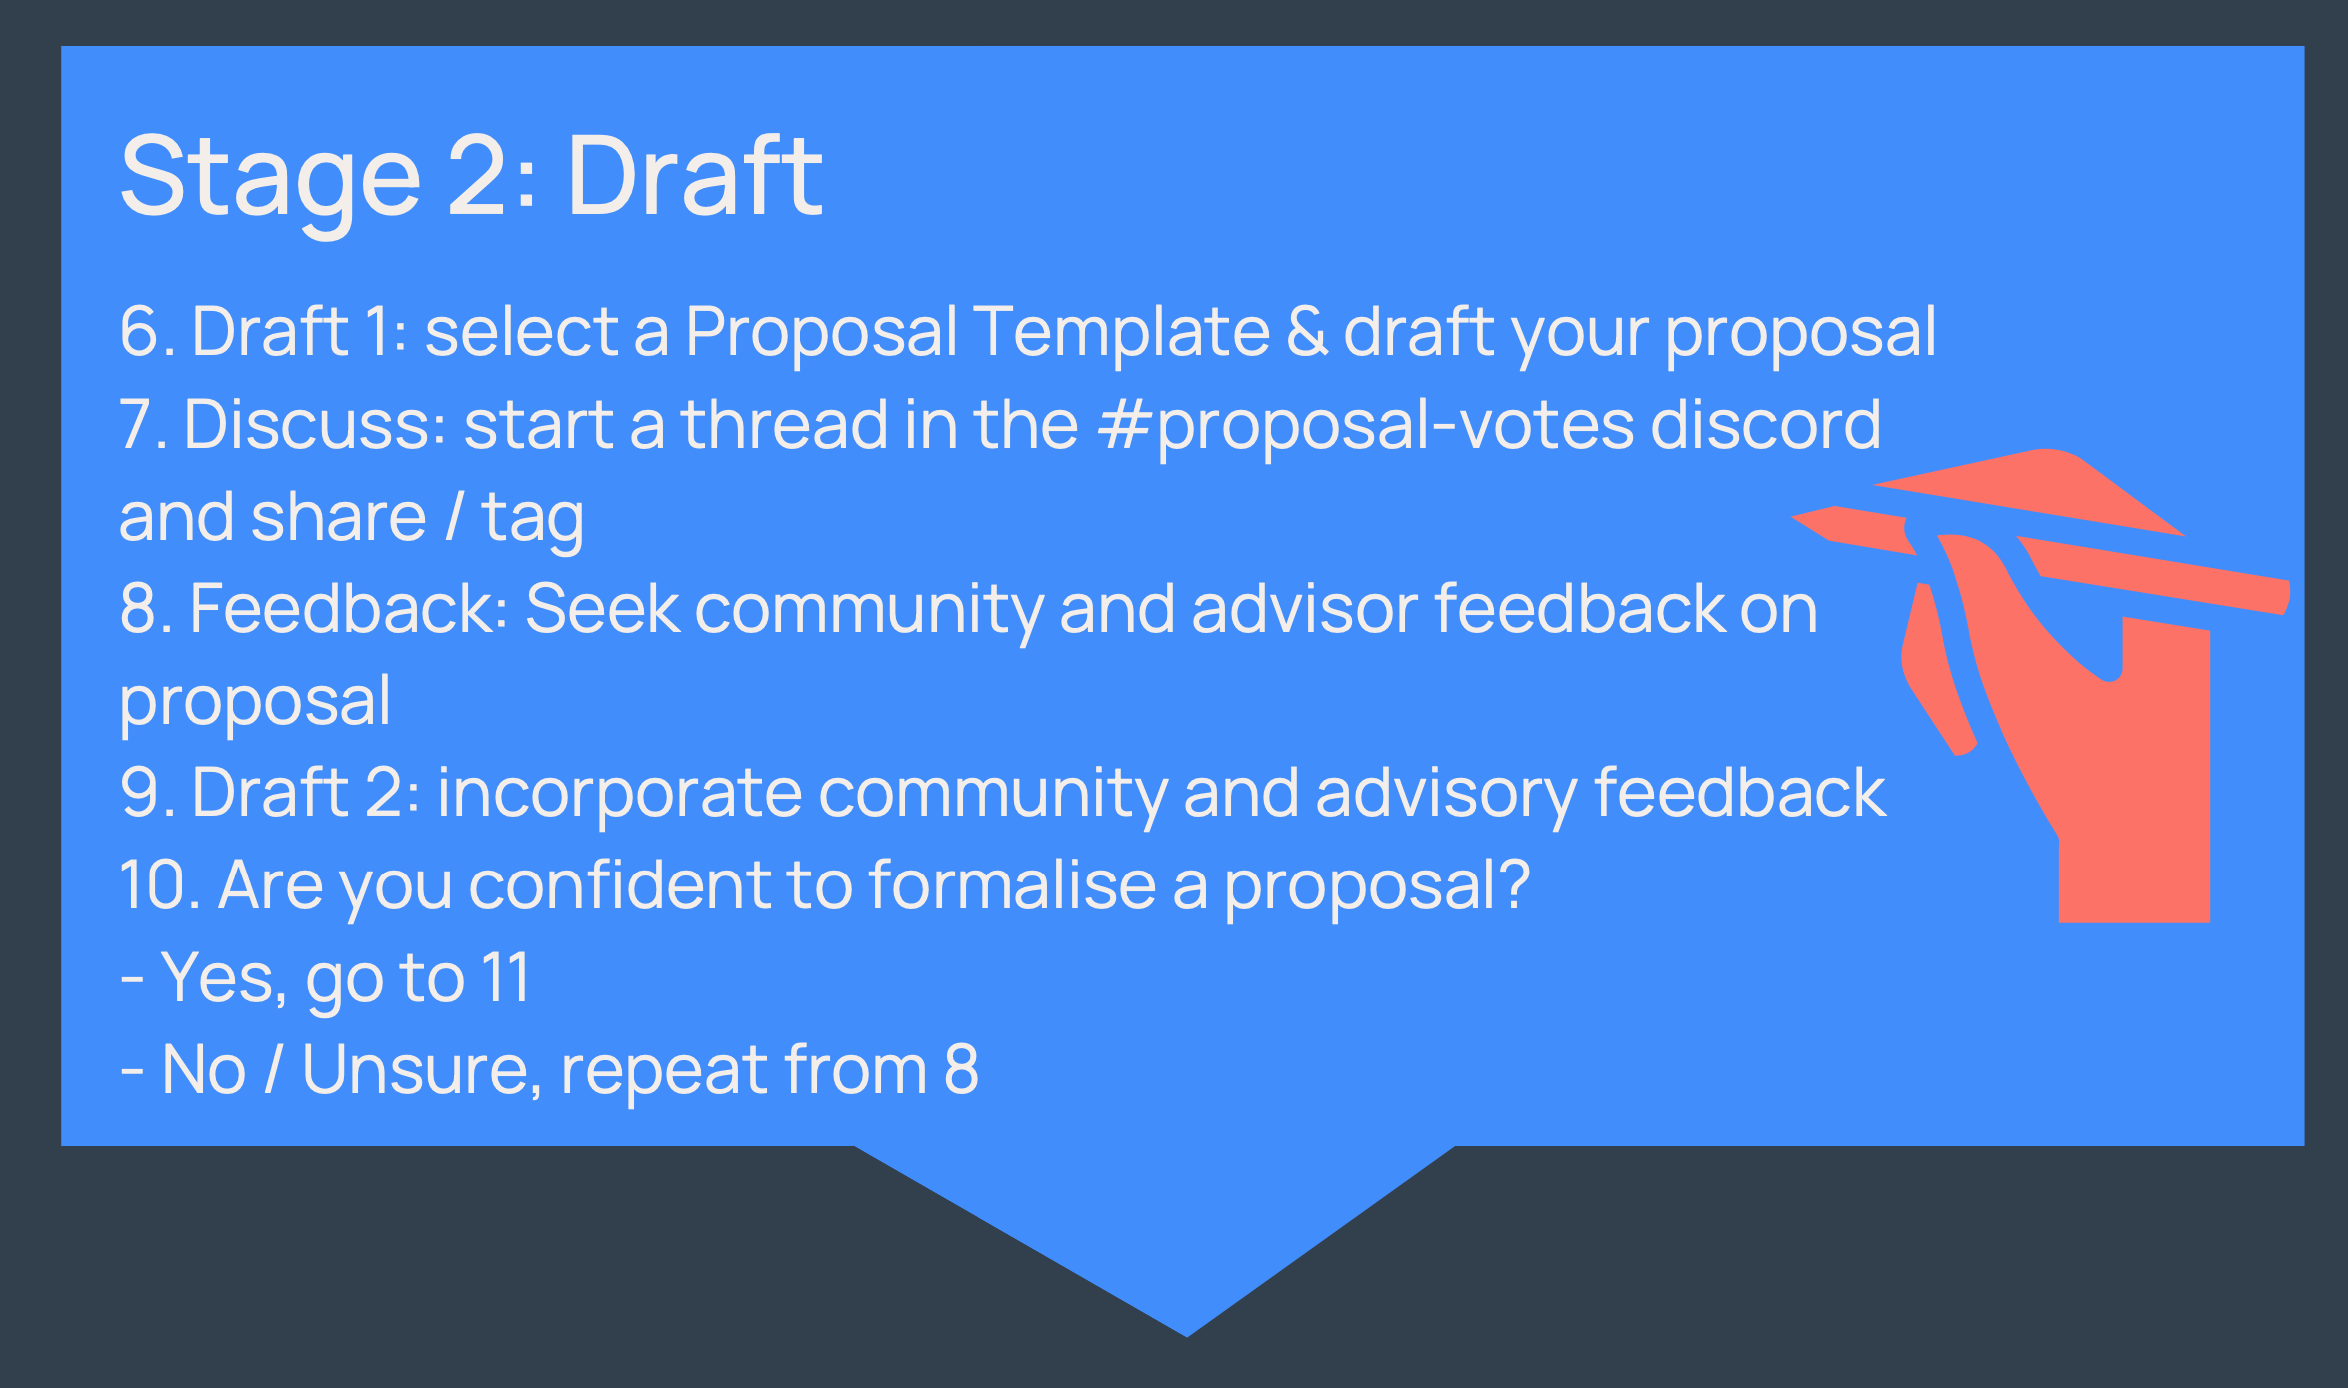 Stage 2: Draft
6. Draft 1: select a Proposal Template & draft your proposal
7. Discuss: start a thread in the #proposal-votes discord
and share / tag
8. Feedback: Seek community and advisor feedback on
proposal
9. Draft 2: incorporate community and advisory feedback
10. Are you confident to formalise a proposal?
- Yes, go to 11
- No / Unsure, repeat from 8